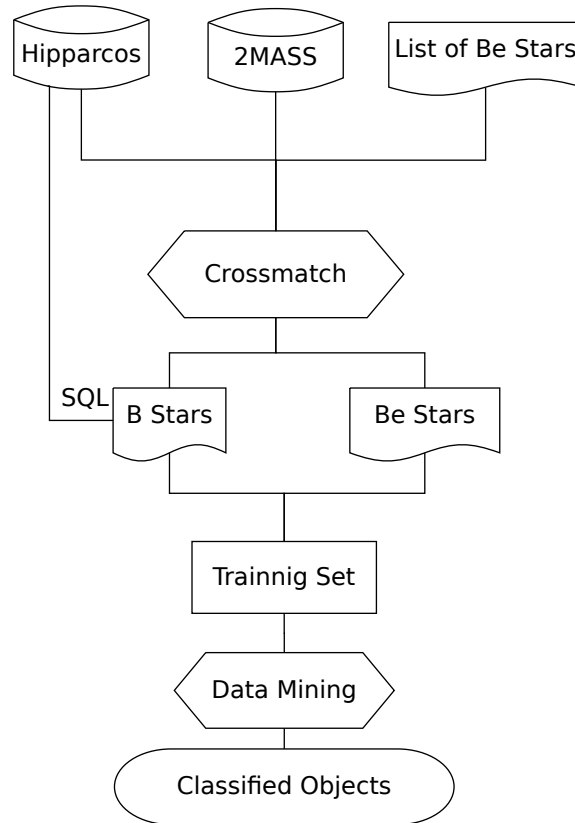 Hipparcos
2MASS
List of Be Stars
Crossmatch
SQL
B Stars
Be Stars
Trainnig Set
Data Mining
Classified Objects